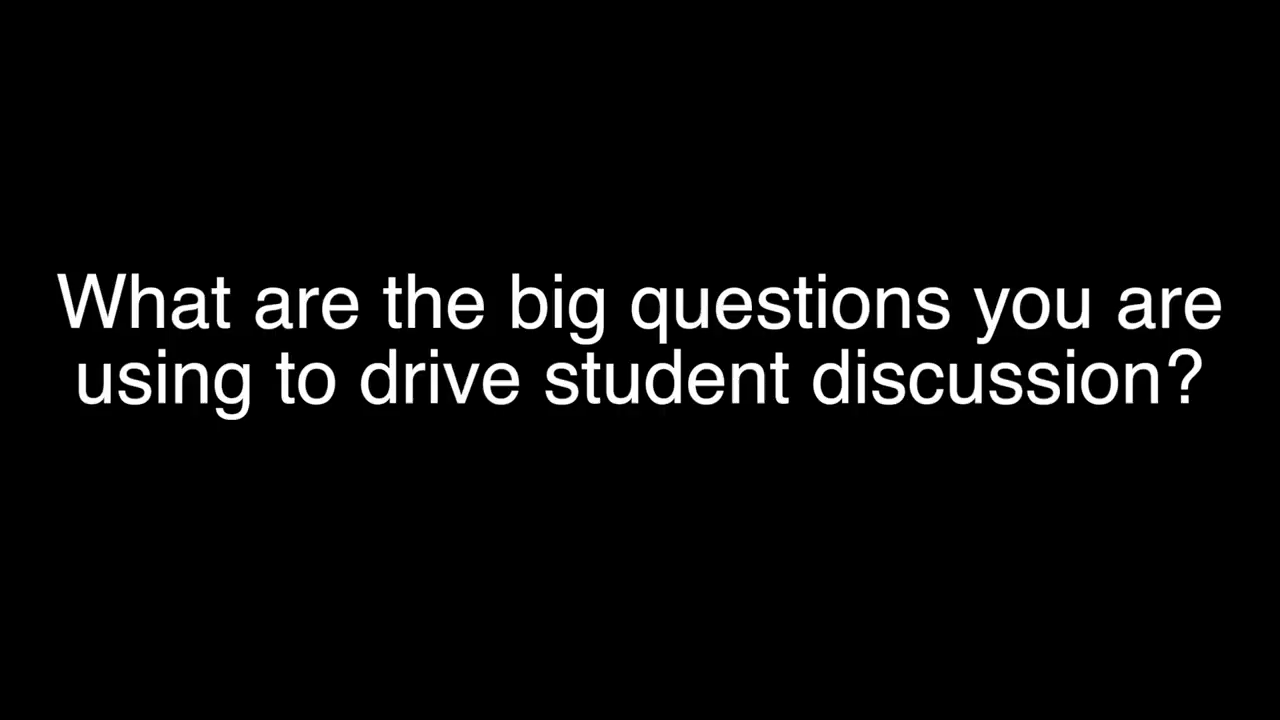 What are the big questions you are
using to drive student discussion?